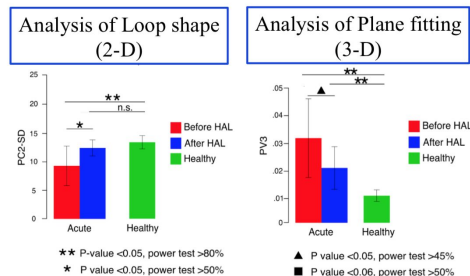 Analysis of Loop shape
(2-D)
25
20
15
10
5
0
PC2-SD
**
n.s.
*
Before HAL
After HAL
Healthy
Acute
Healthy
** P-value <0.05, power test >80%
* P value <0.05, power test >50%
Analysis of Plane fitting
(3-D)
.05
.04
.03
.02
.01
0
PV3
**
**
▲
Before HAL
After HAL
Healthy
Acute
Healthy
▲ P value <0.05, power test >45%
■ P value <0.06, power test >50%